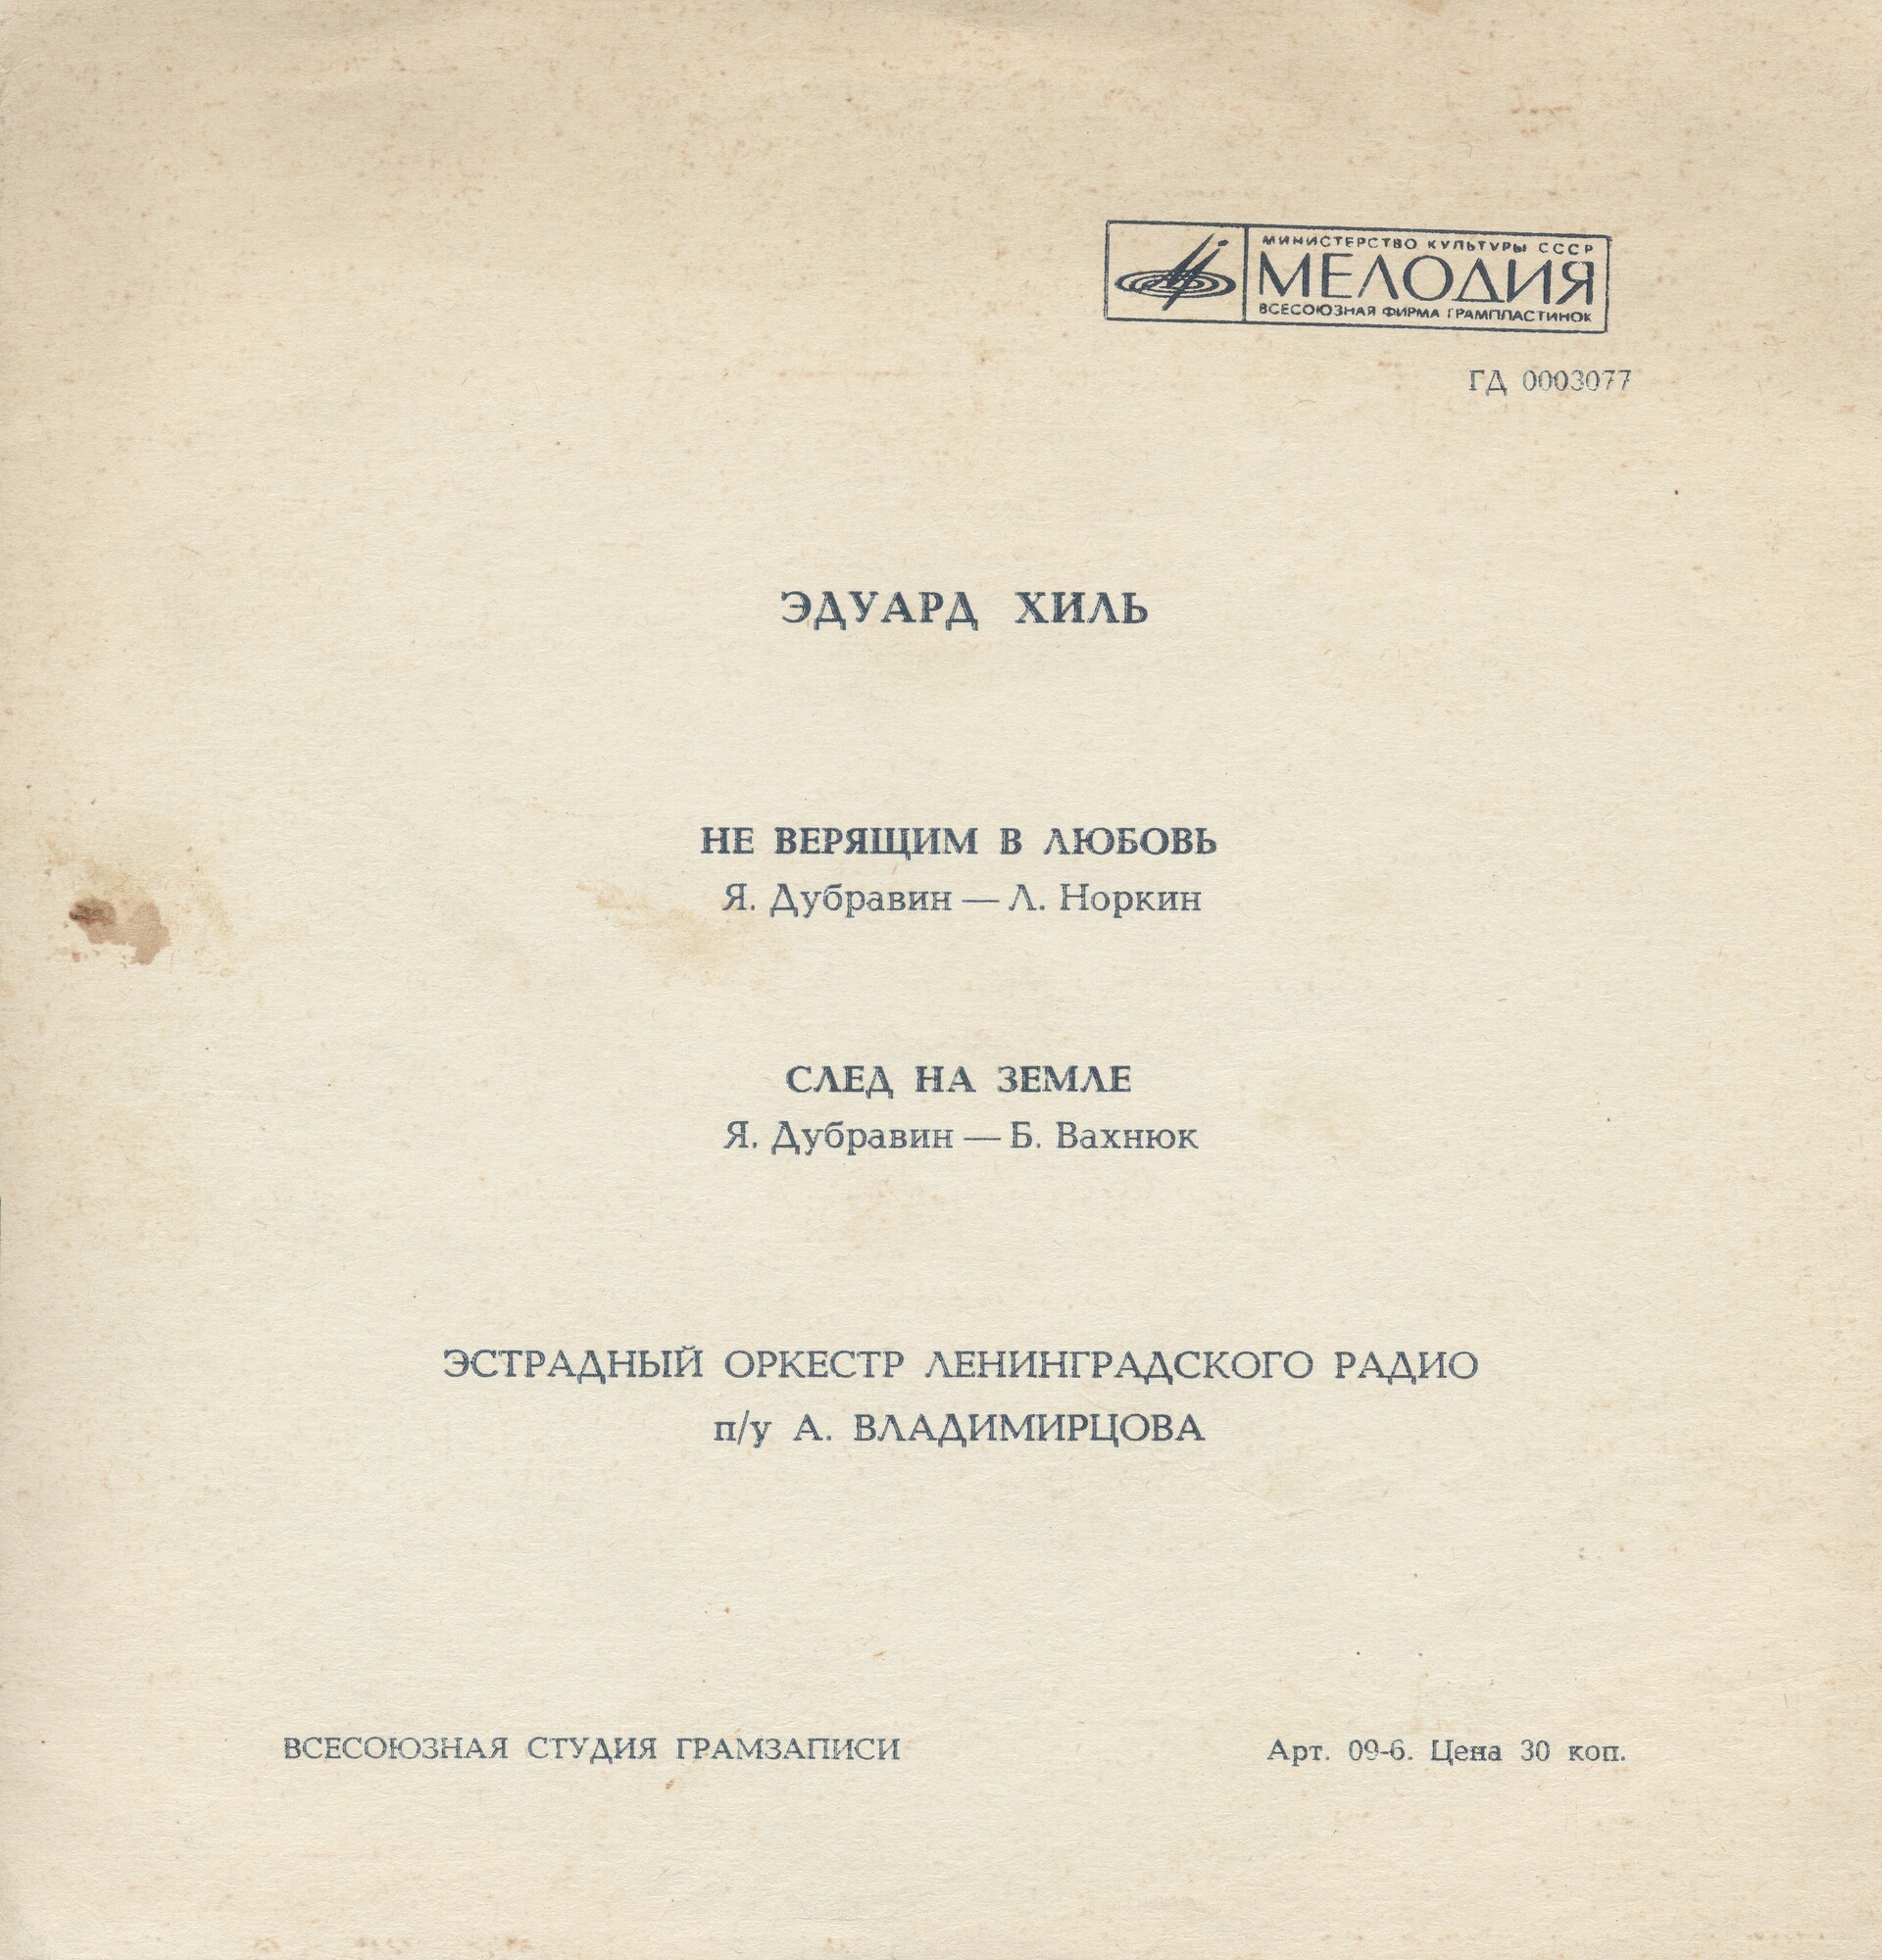 МИНИСТЕРСТВО КУЛЬТУРЫ СССР
МЕЛОДИЯ
ВСЕСОЮЗНАЯ ФИРМА ГРАМПЛАСТИНОК
ГД 0003077
ЭДУАРД ХИЛЬ
НЕ ВЕРЯЩИМ В ЛЮБОВЬ
Я. Дубравин — Л. Норкин
СЛЕД НА ЗЕМЛЕ
Я. Дубравин — Б. Вахнюк
ЭСТРАДНЫЙ ОРКЕСТР ЛЕНИНГРАДСКОГО РАДИО
п/у А. ВЛАДИМИРЦОВА
ВСЕСОЮЗНАЯ СТУДИЯ ГРАМЗАПИСИ
Арт. 09-6. Цена 30 коп.